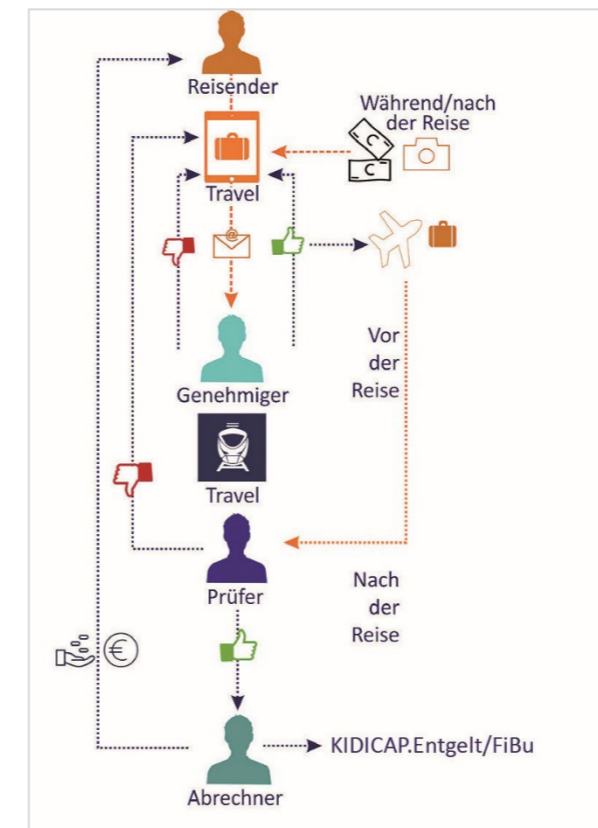 Reisender
Während/nach
der Reise
€
€
Travel
@
Vor
der
Reise
Genehmiger
Travel
Prüfer
Nach
der
Reise
€
KIDICAP.Entgelt/FiBu
Abrechner